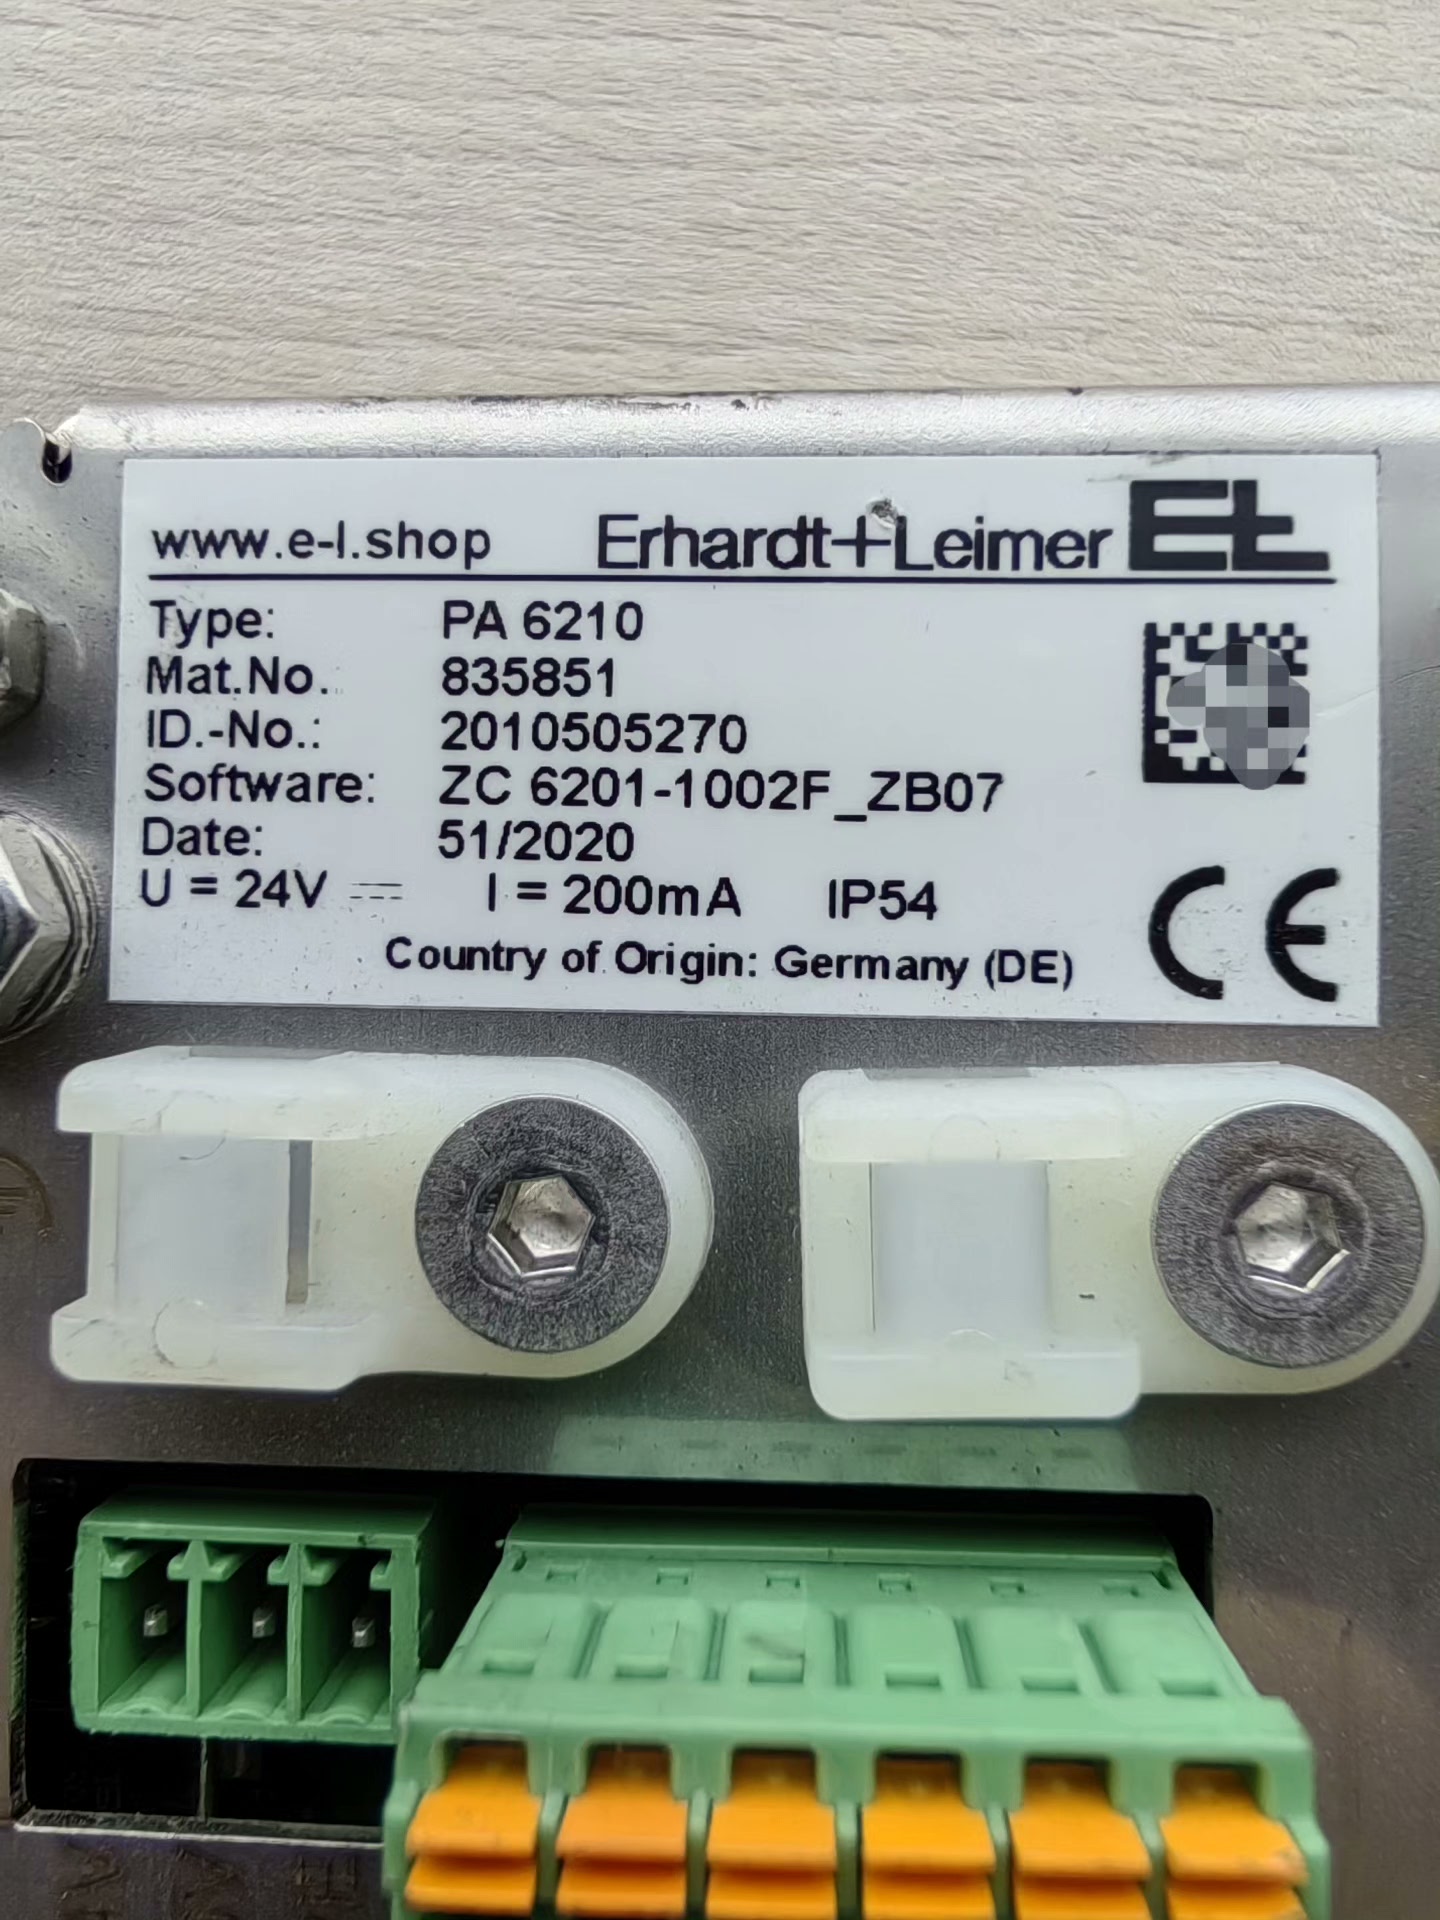 www.e-l.shop Erhardt+Leimer EL
Type: PA 6210
Mat.No. 835851
ID.-No.: 2010505270
Software: ZC 6201-1002F_ZB07
Date: 51/2020
U = 24V ⎓ I = 200mA IP54
Country of Origin: Germany (DE)
CE